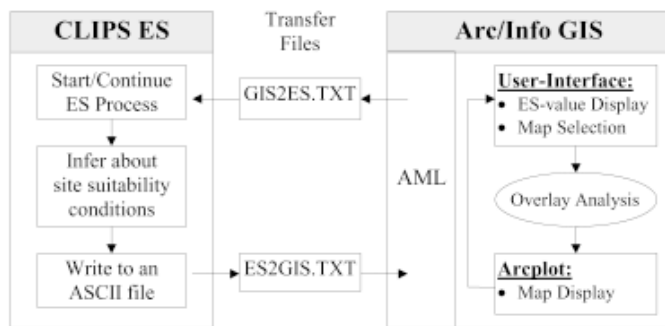 CLIPS ES
Start/Continue
ES Process
Infer about
site suitability
conditions
Write to an
ASCII file
Transfer
Files
GIS2ES.TXT
ES2GIS.TXT
Arc/Info GIS
AML
User-Interface:
• ES-value Display
• Map Selection
Overlay Analysis
Arcplot:
• Map Display